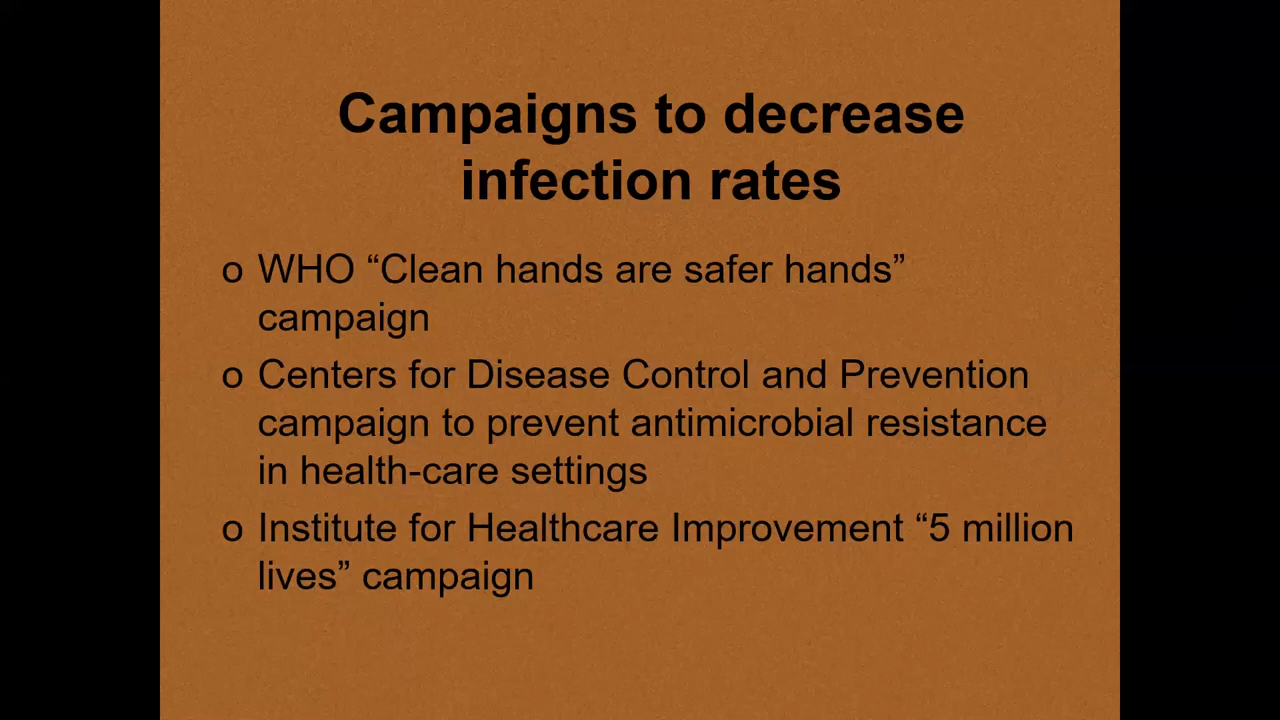 Campaigns to decrease
infection rates
o WHO “Clean hands are safer hands”
campaign
o Centers for Disease Control and Prevention
campaign to prevent antimicrobial resistance
in health-care settings
o Institute for Healthcare Improvement “5 million
lives” campaign